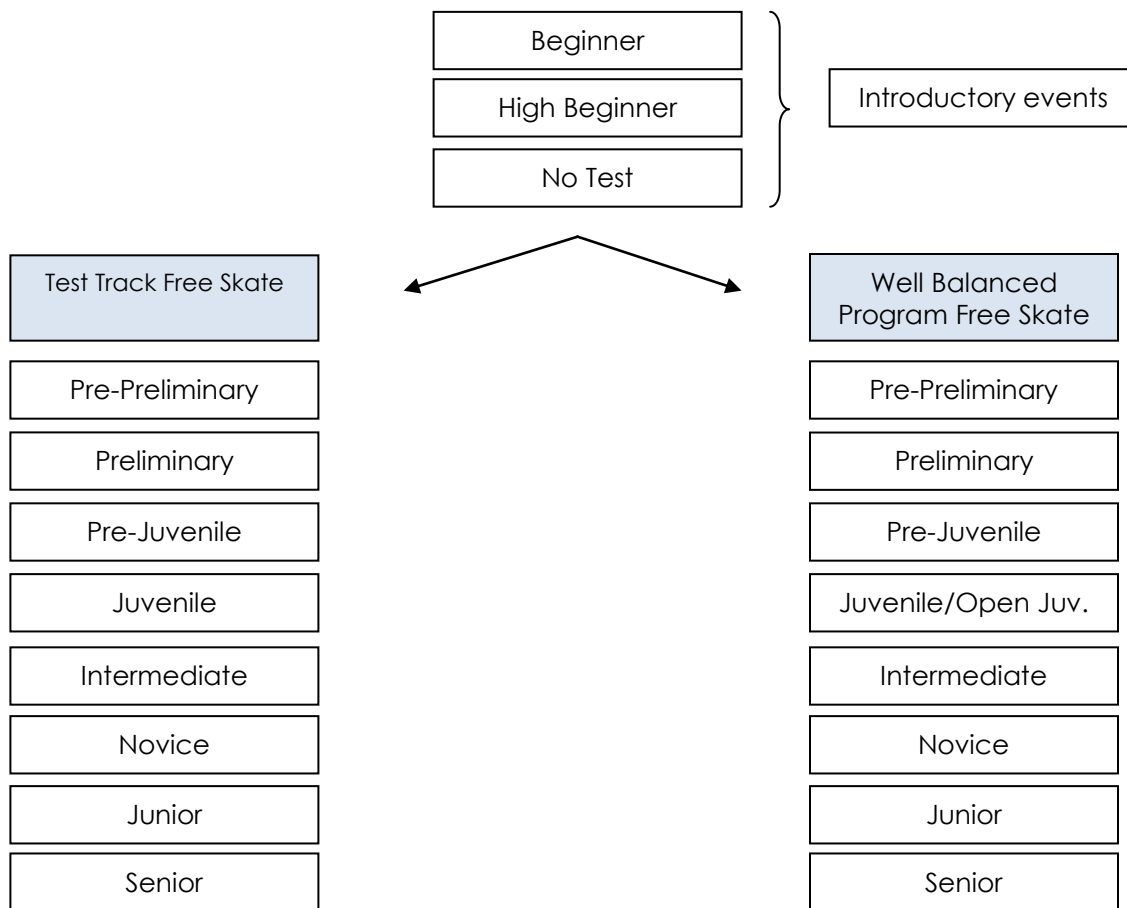 Beginner
High Beginner
No Test
Introductory events
Test Track Free Skate
Pre-Preliminary
Preliminary
Pre-Juvenile
Juvenile
Intermediate
Novice
Junior
Senior
Well Balanced
Program Free Skate
Pre-Preliminary
Preliminary
Pre-Juvenile
Juvenile/Open Juv.
Intermediate
Novice
Junior
Senior